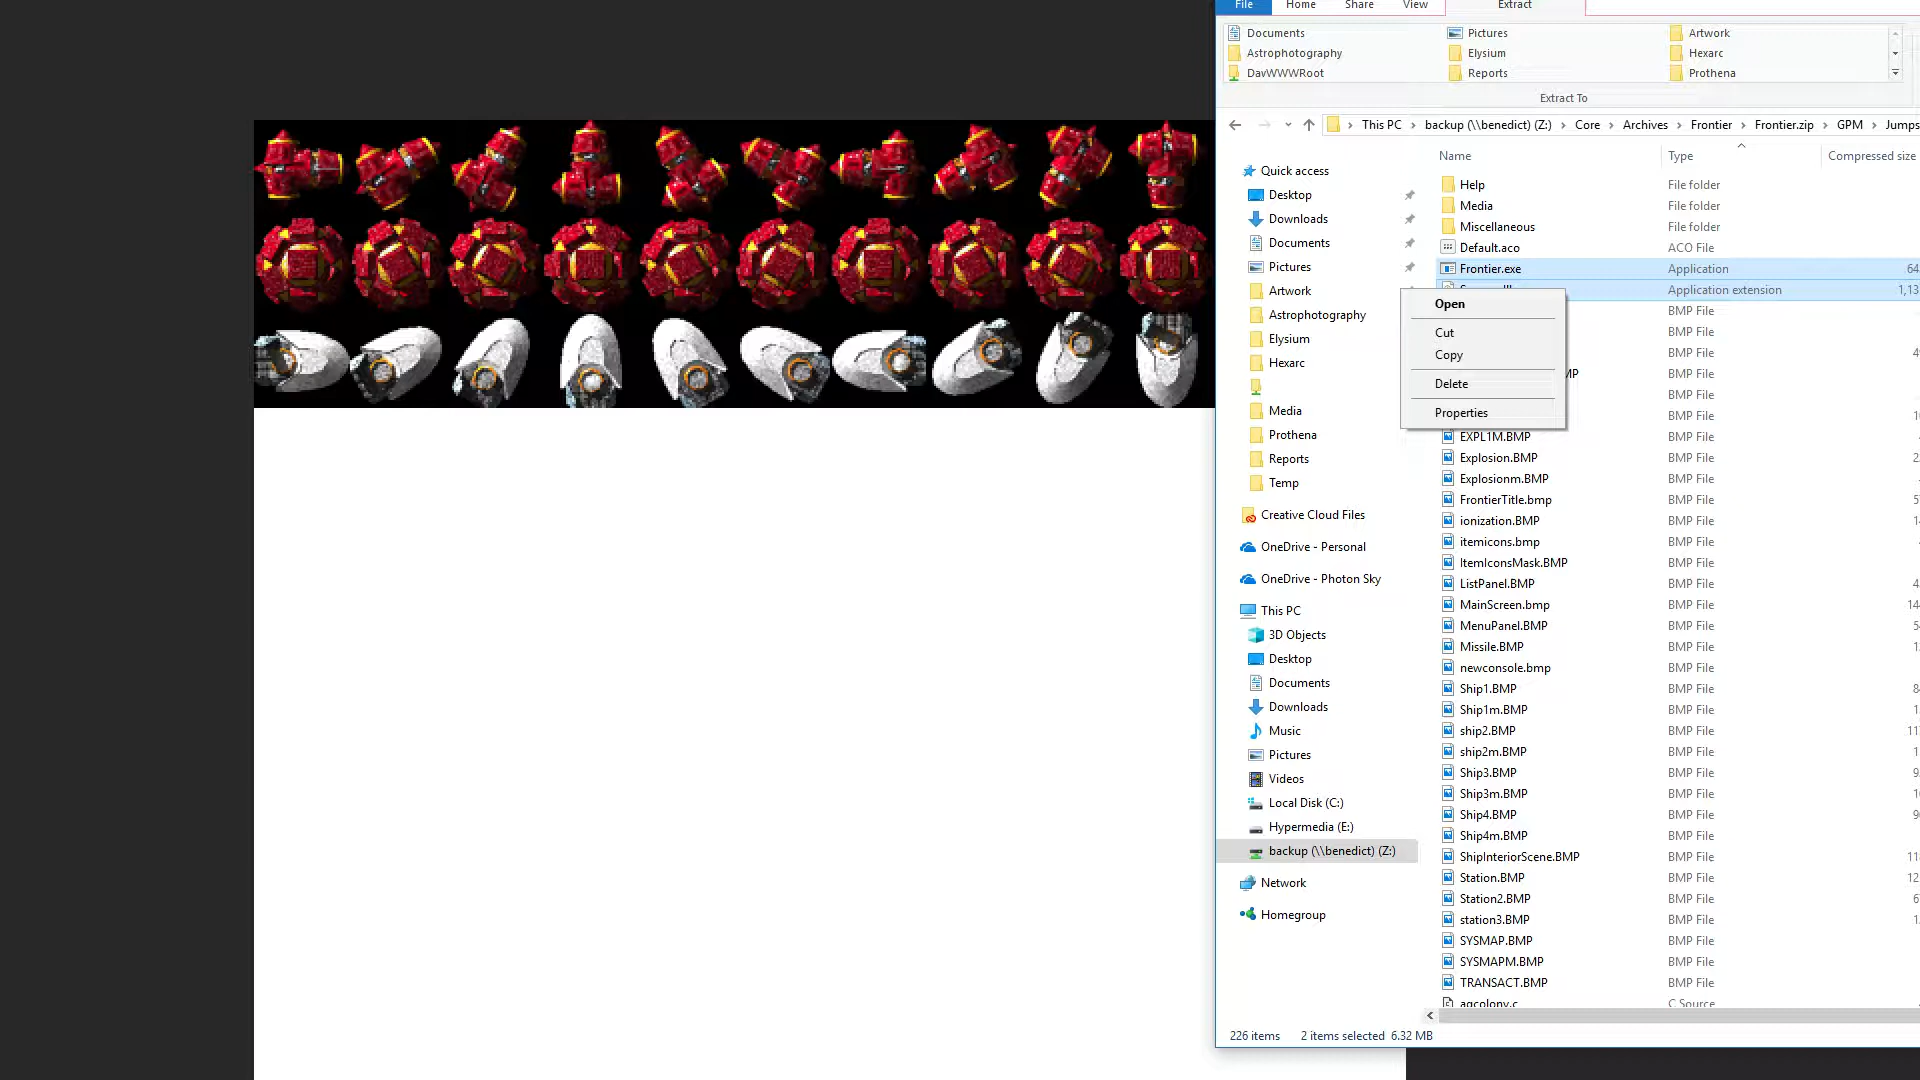 File Home Share View Extract
Documents Pictures Artwork
Astrophotography Elysium Hexarc
DavWWWRoot Reports Prothena
Extract To
This PC backup (\\benedict) (Z:) Core Archives Frontier Frontier.zip GPM Jumps
Name Type Compressed size
Quick access
Desktop
Downloads
Documents
Pictures
Artwork
Astrophotography
Elysium
Hexarc
Media
Prothena
Reports
Temp
Creative Cloud Files
OneDrive - Personal
OneDrive - Photon Sky
This PC
3D Objects
Desktop
Documents
Downloads
Music
Pictures
Videos
Local Disk (C:)
Hypermedia (E:)
backup (\\benedict) (Z:)
Network
Homegroup
Help File folder
Media File folder
Miscellaneous File folder
Default.aco ACO File
Frontier.exe Application 64
Application extension 1,13
BMP File
BMP File
BMP File
MP BMP File
BMP File
BMP File
EXPL1M.BMP BMP File
Explosion.BMP BMP File
Explosionm.BMP BMP File
FrontierTitle.bmp BMP File
ionization.BMP BMP File
itemicons.bmp BMP File
ItemIconsMask.BMP BMP File
ListPanel.BMP BMP File
MainScreen.bmp BMP File
MenuPanel.BMP BMP File
Missile.BMP BMP File
newconsole.bmp BMP File
Ship1.BMP BMP File
Ship1m.BMP BMP File
ship2.BMP BMP File
ship2m.BMP BMP File
Ship3.BMP BMP File
Ship3m.BMP BMP File
Ship4.BMP BMP File
Ship4m.BMP BMP File
ShipInteriorScene.BMP BMP File
Station.BMP BMP File
Station2.BMP BMP File
station3.BMP BMP File
SYSMAP.BMP BMP File
SYSMAPM.BMP BMP File
TRANSACT.BMP BMP File
agcolony.c C Source
Open
Cut
Copy
Delete
Properties
226 items 2 items selected 6.32 MB